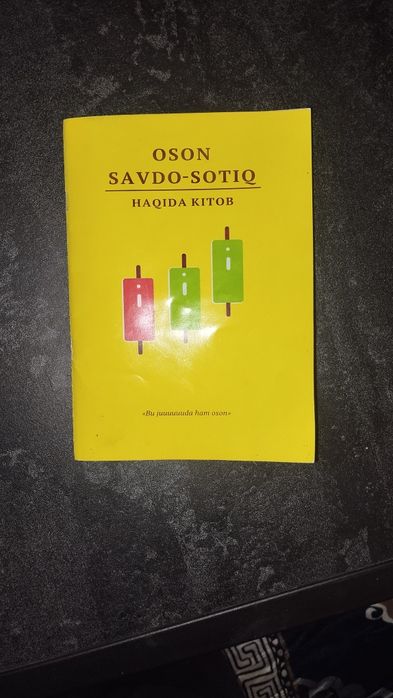 OSON
SAVDO-SOTIQ
HAQIDA KITOB
«Bu juuuuuuda ham oson»